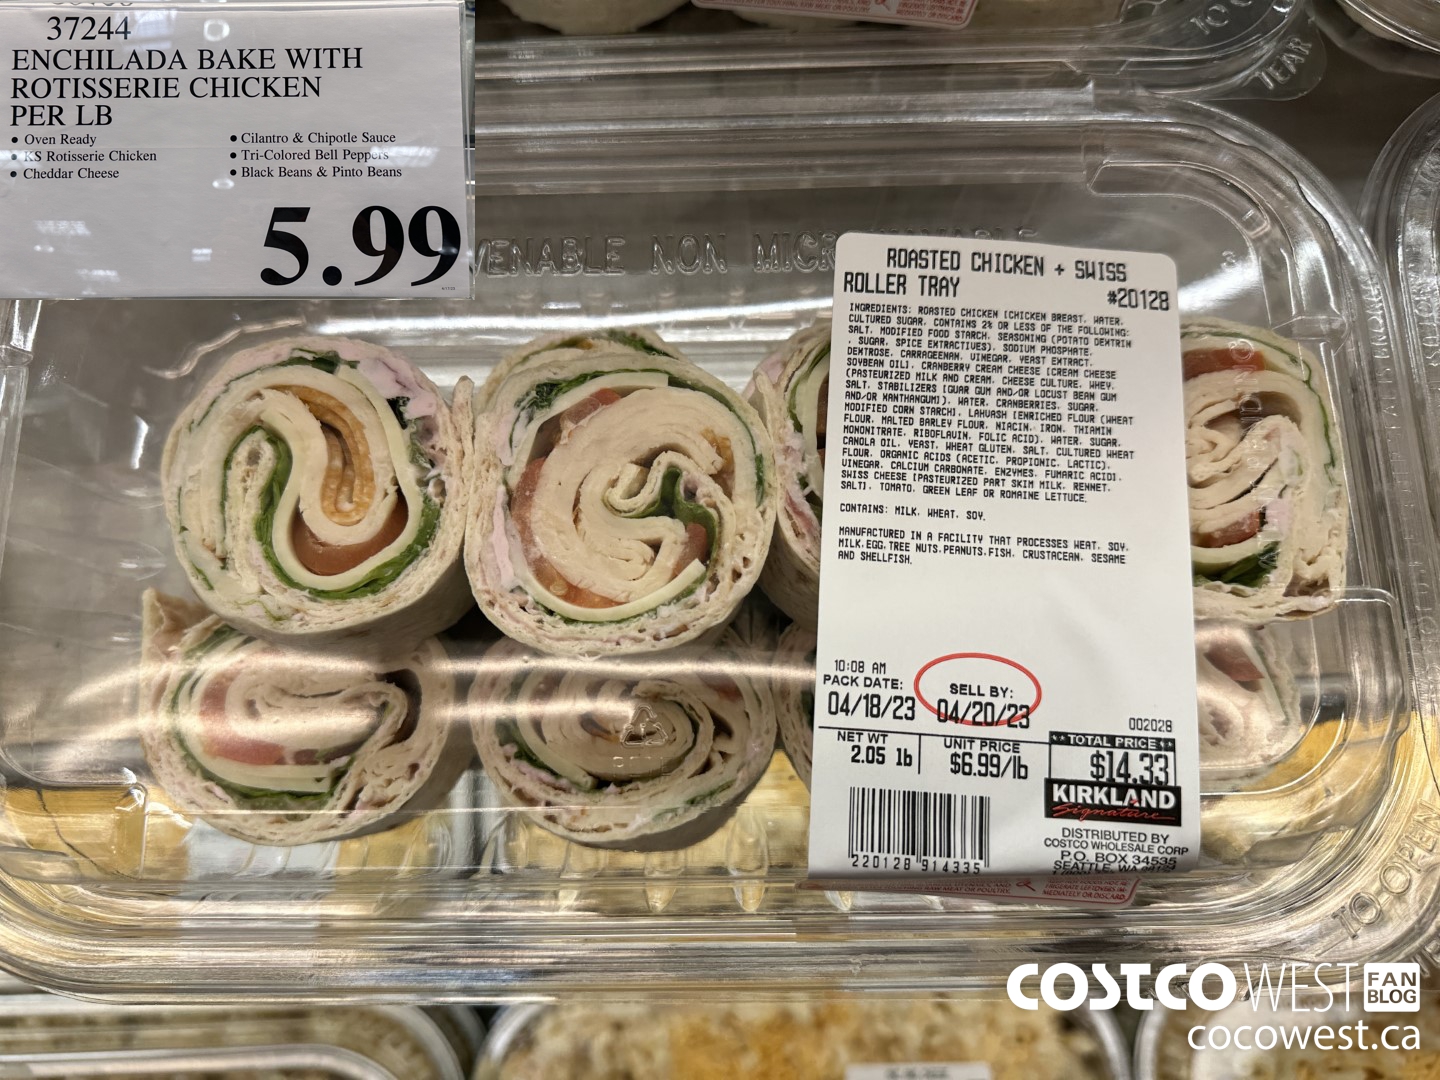 37244
ENCHILADA BAKE WITH
ROTISSERIE CHICKEN
PER LB
• Oven Ready
• KS Rotisserie Chicken
• Cheddar Cheese
• Cilantro & Chipotle Sauce
• Tri-Colored Bell Peppers
• Black Beans & Pinto Beans
5.99
VENABLE NON MICR
TEAR
ROASTED CHICKEN + SWISS
ROLLER TRAY #20128
INGREDIENTS: ROASTED CHICKEN [CHICKEN BREAST, WATER,
CULTURED SUGAR, CONTAINS 2% OR LESS OF THE FOLLOWING:
SALT, MODIFIED FOOD STARCH, SEASONING (POTATO DEXTRIN
, SUGAR, SPICE EXTRACTIVES), SODIUM PHOSPHATE,
DEXTROSE, CARRAGEENAN, VINEGAR, YEAST EXTRACT,
SOYBEAN OIL], CRANBERRY CREAM CHEESE [CREAM CHEESE
(PASTEURIZED MILK AND CREAM, CHEESE CULTURE, WHEY,
SALT, STABILIZERS [GUAR GUM AND/OR LOCUST BEAN GUM
AND/OR XANTHANGUM]), WATER, CRANBERRIES, SUGAR,
MODIFIED CORN STARCH], LAHVASH [ENRICHED FLOUR (WHEAT
FLOUR, MALTED BARLEY FLOUR, NIACIN, IRON, THIAMIN
MONONITRATE, RIBOFLAVIN, FOLIC ACID), WATER, SUGAR,
CANOLA OIL, YEAST, WHEAT GLUTEN, SALT, CULTURED WHEAT
FLOUR, ORGANIC ACIDS (ACETIC, PROPIONIC, LACTIC),
VINEGAR, CALCIUM CARBONATE, ENZYMES, FUMARIC ACID],
SWISS CHEESE [PASTEURIZED PART SKIM MILK, RENNET,
SALT], TOMATO, GREEN LEAF OR ROMAINE LETTUCE.
CONTAINS: MILK, WHEAT, SOY.
MANUFACTURED IN A FACILITY THAT PROCESSES WEAT, SOY,
MILK,EGG,TREE NUTS,PEANUTS,FISH, CRUSTACEAN, SESAME
AND SHELLFISH.
10:08 AM
PACK DATE: SELL BY:
04/18/23 04/20/23
002028
NET WT UNIT PRICE TOTAL PRICE
2.05 lb $6.99/lb $14.33
KIRKLAND
Signature
220128 914335
DISTRIBUTED BY
COSTCO WHOLESALE CORP
P.O. BOX 34535
SEATTLE, WA
TO OPEN
COSTCO WEST FAN BLOG
cocowest.ca